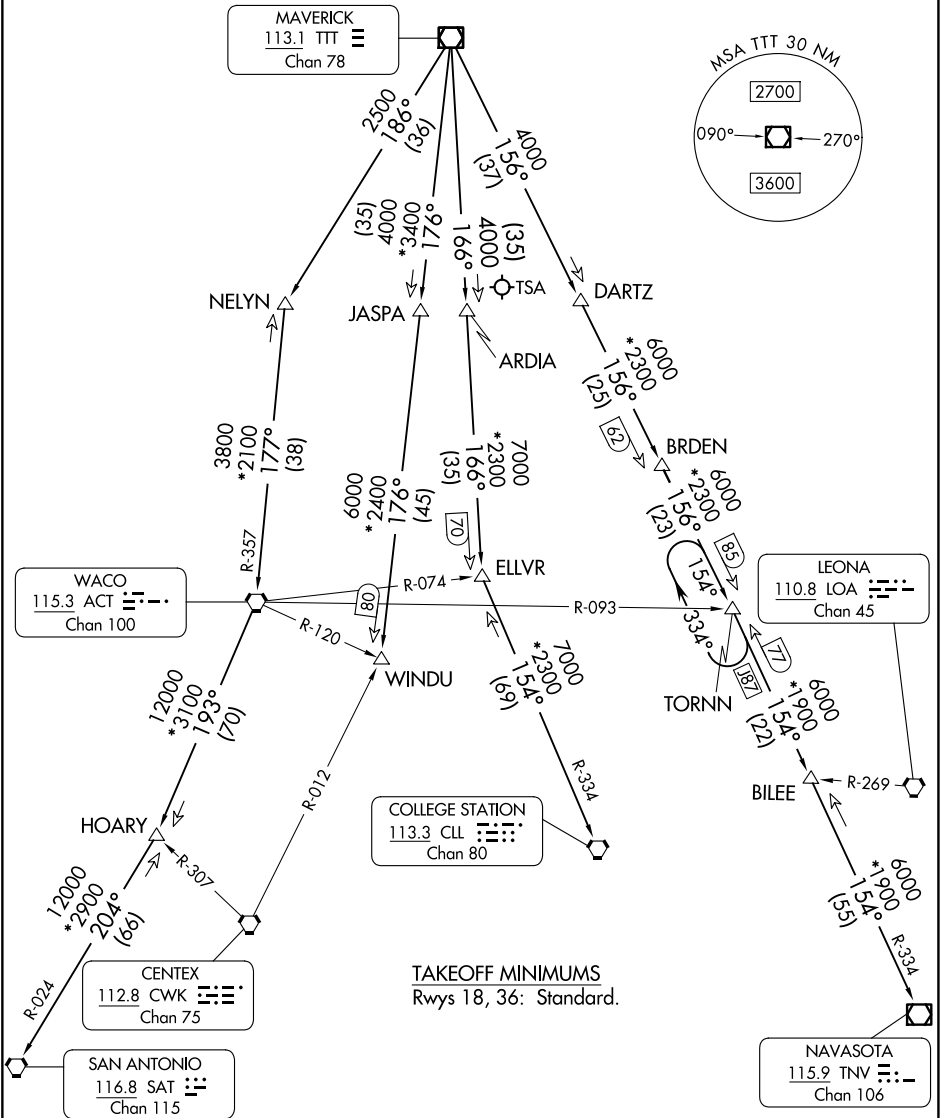 MAVERICK
113.1 TTT
Chan 78
MSA TTT 30 NM
2700
090°
270°
3600
2500
186°
(36)
(35)
4000
*3400
176°
(35)
4000
166°
4000
156°
(37)
TSA
NELYN
JASPA
ARDIA
DARTZ
6000
*2300
156°
(25)
62
BRDEN
3800
*2100
177°
(38)
R-357
6000
*2400
176°
(45)
80
7000
*2300
166°
(35)
70
ELLVR
6000
*2300
156°
(23)
85
154°
334°
J87
77
TORNN
WACO
115.3 ACT
Chan 100
R-074
R-093
R-120
WINDU
LEONA
110.8 LOA
Chan 45
12000
*3100
193°
(70)
R-012
7000
*2300
154°
(69)
R-334
6000
*1900
154°
(22)
BILEE
R-269
HOARY
R-307
COLLEGE STATION
113.3 CLL
Chan 80
12000
*2900
204°
(66)
R-024
6000
*1900
154°
(55)
R-334
CENTEX
112.8 CWK
Chan 75
TAKEOFF MINIMUMS
Rwys 18, 36: Standard.
SAN ANTONIO
116.8 SAT
Chan 115
NAVASOTA
115.9 TNV
Chan 106